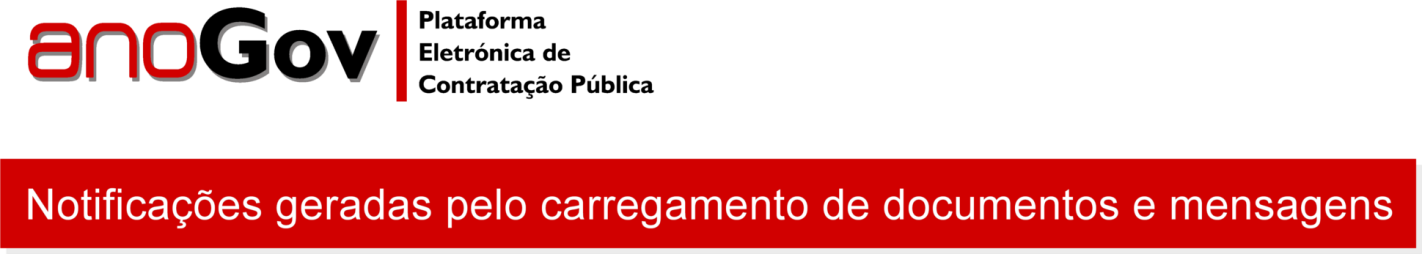 anoGov
Plataforma
Eletrónica de
Contratação Pública
Notificações geradas pelo carregamento de documentos e mensagens